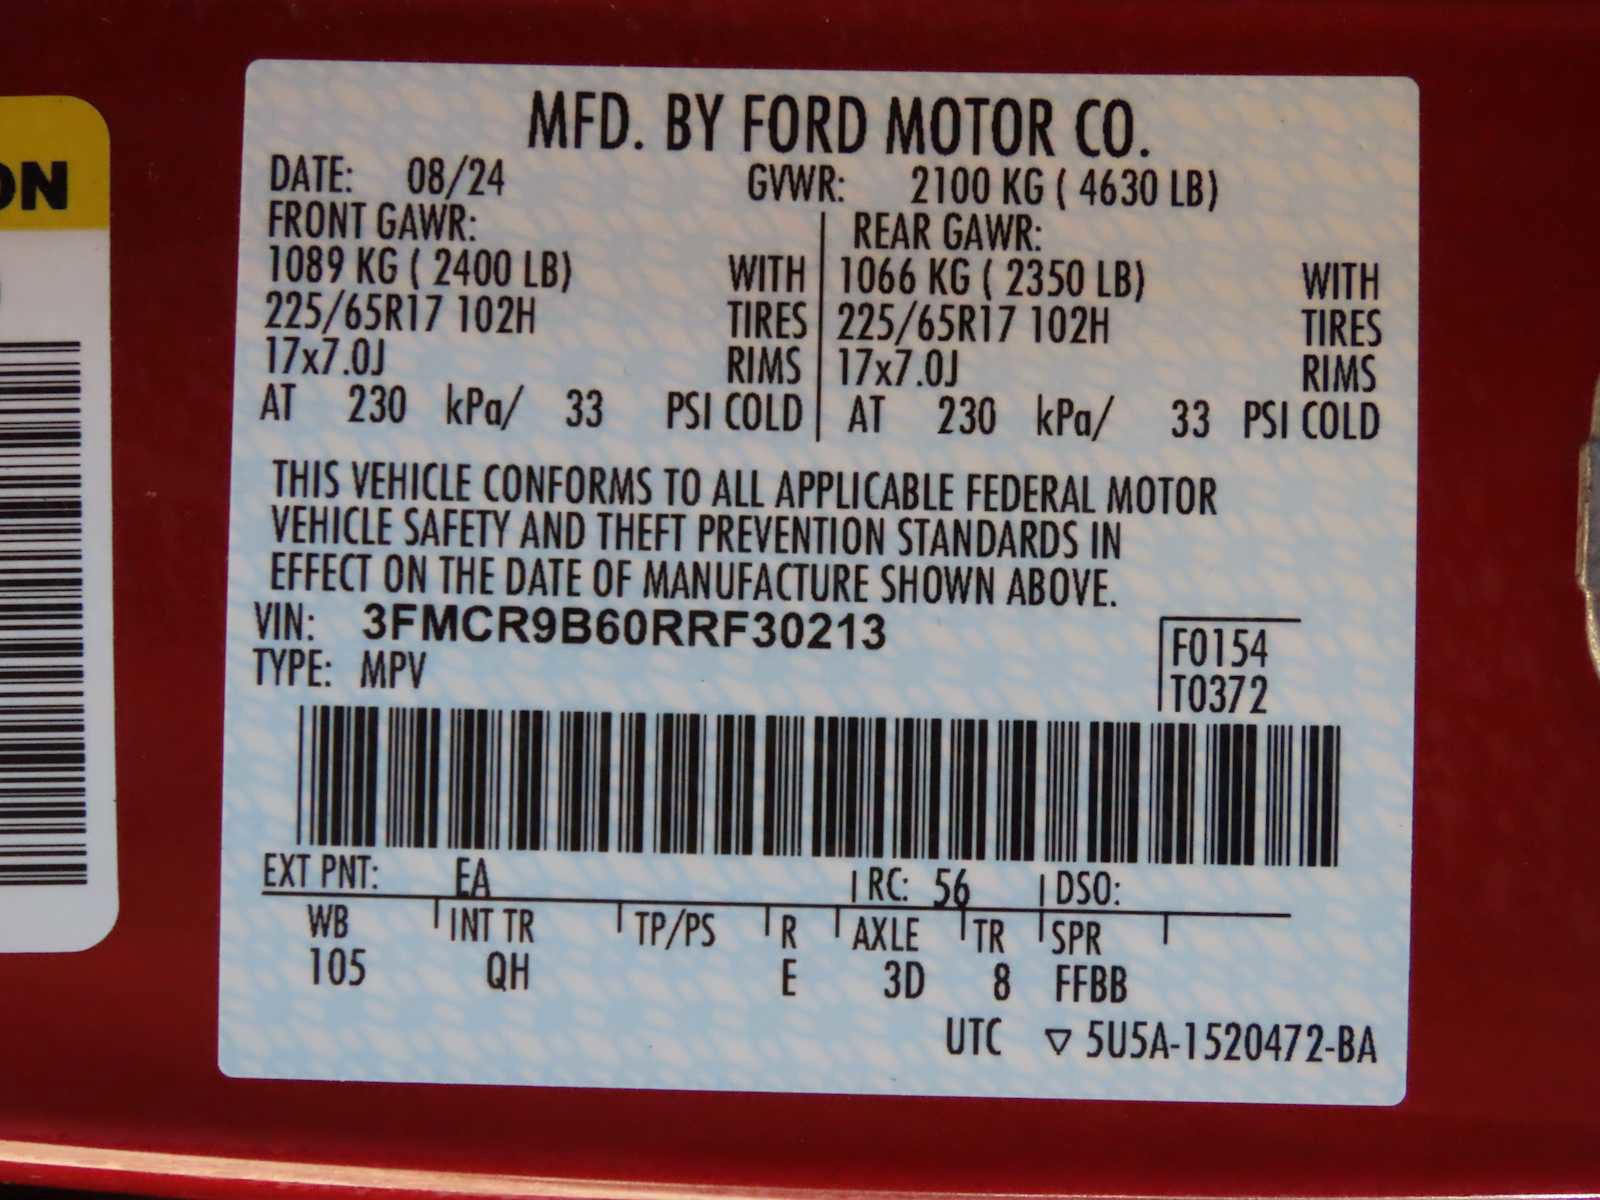 ON
MFD. BY FORD MOTOR CO.
DATE: 08/24 GVWR: 2100 KG ( 4630 LB)
FRONT GAWR: REAR GAWR:
1089 KG ( 2400 LB) WITH 1066 KG ( 2350 LB) WITH
225/65R17 102H TIRES 225/65R17 102H TIRES
17x7.0J RIMS 17x7.0J RIMS
AT 230 kPa/ 33 PSI COLD AT 230 kPa/ 33 PSI COLD
THIS VEHICLE CONFORMS TO ALL APPLICABLE FEDERAL MOTOR
VEHICLE SAFETY AND THEFT PREVENTION STANDARDS IN
EFFECT ON THE DATE OF MANUFACTURE SHOWN ABOVE.
VIN: 3FMCR9B60RRF30213
F0154
TYPE: MPV
T0372
EXT PNT: EA RC: 56 DSO:
WB INT TR TP/PS R AXLE TR SPR
105 QH E 3D 8 FFBB
UTC ▽ 5U5A-1520472-BA